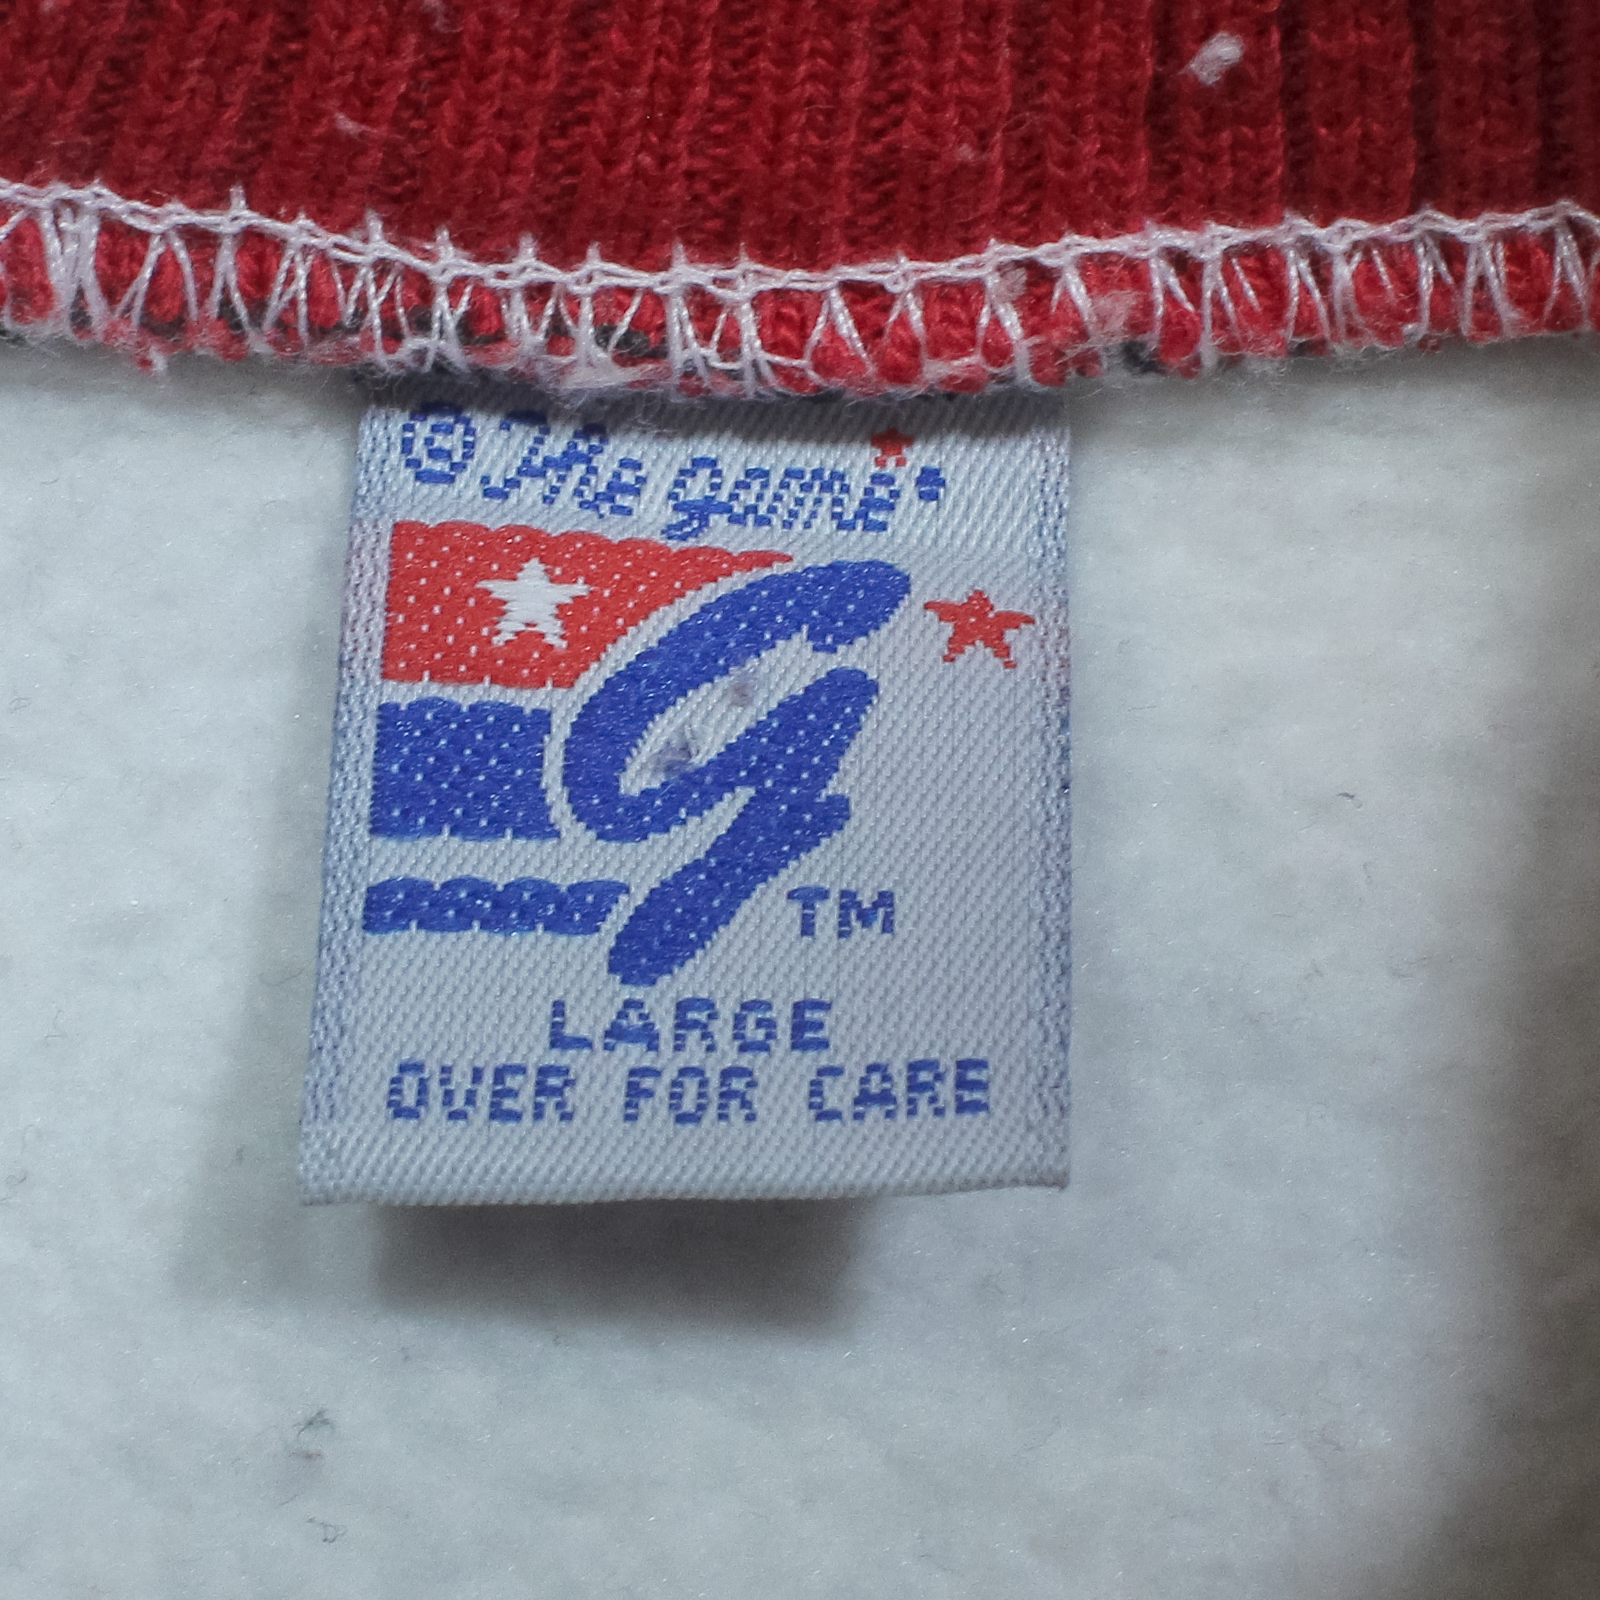 © The game
g
TM
LARGE
OVER FOR CARE